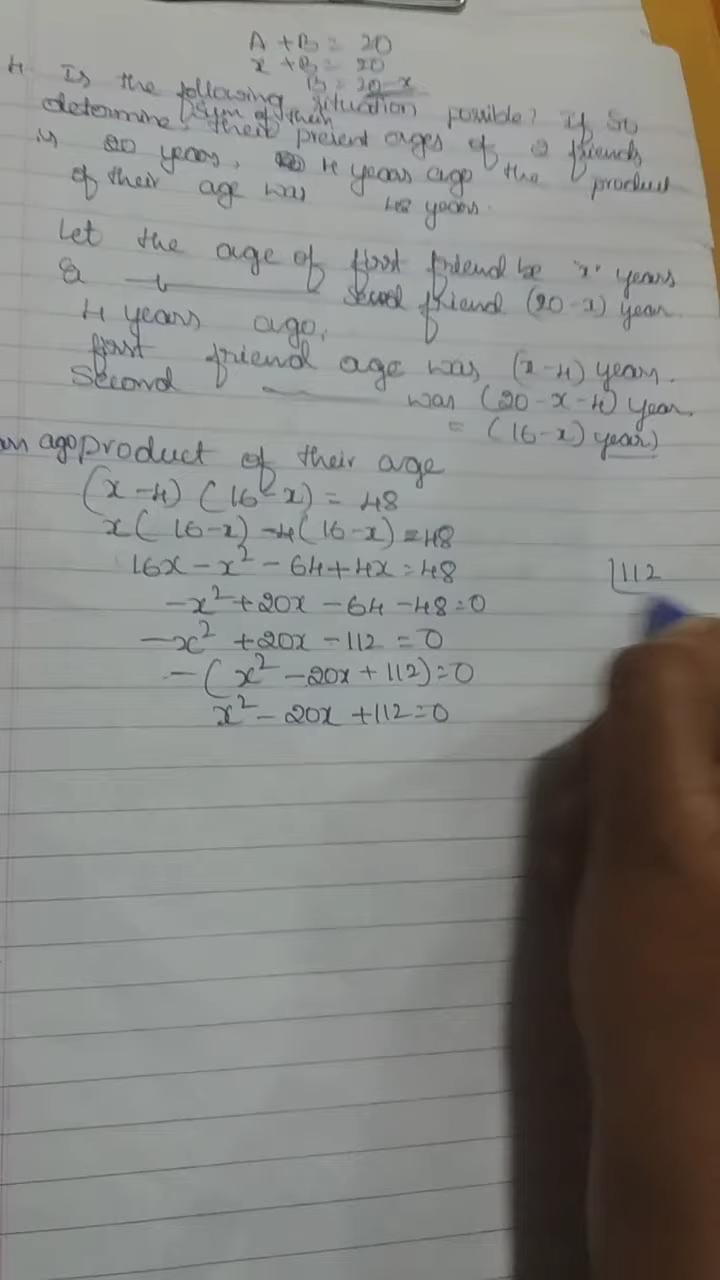 A + B = 20
x + B = 20
B = 20 - x
4 Is the following situation possible? If so
determine their present ages of 2 friends
sum of their
is 20 years, 4 years ago the product
of their age was 48 years.
Let the age of first friend be 'x' years
& second friend (20-x) year
4 years ago,
first friend age was (x-4) years.
Second was (20-x-4) year.
= (16-x) year)
ago product of their age
(x-4) (16-x) = 48
x(16-x) -4(16-x) = 48
16x - x² - 64 + 4x = 48
-x² + 20x - 64 - 48 = 0
-x² + 20x - 112 = 0
-(x² - 20x + 112) = 0
x² - 20x + 112 = 0
112